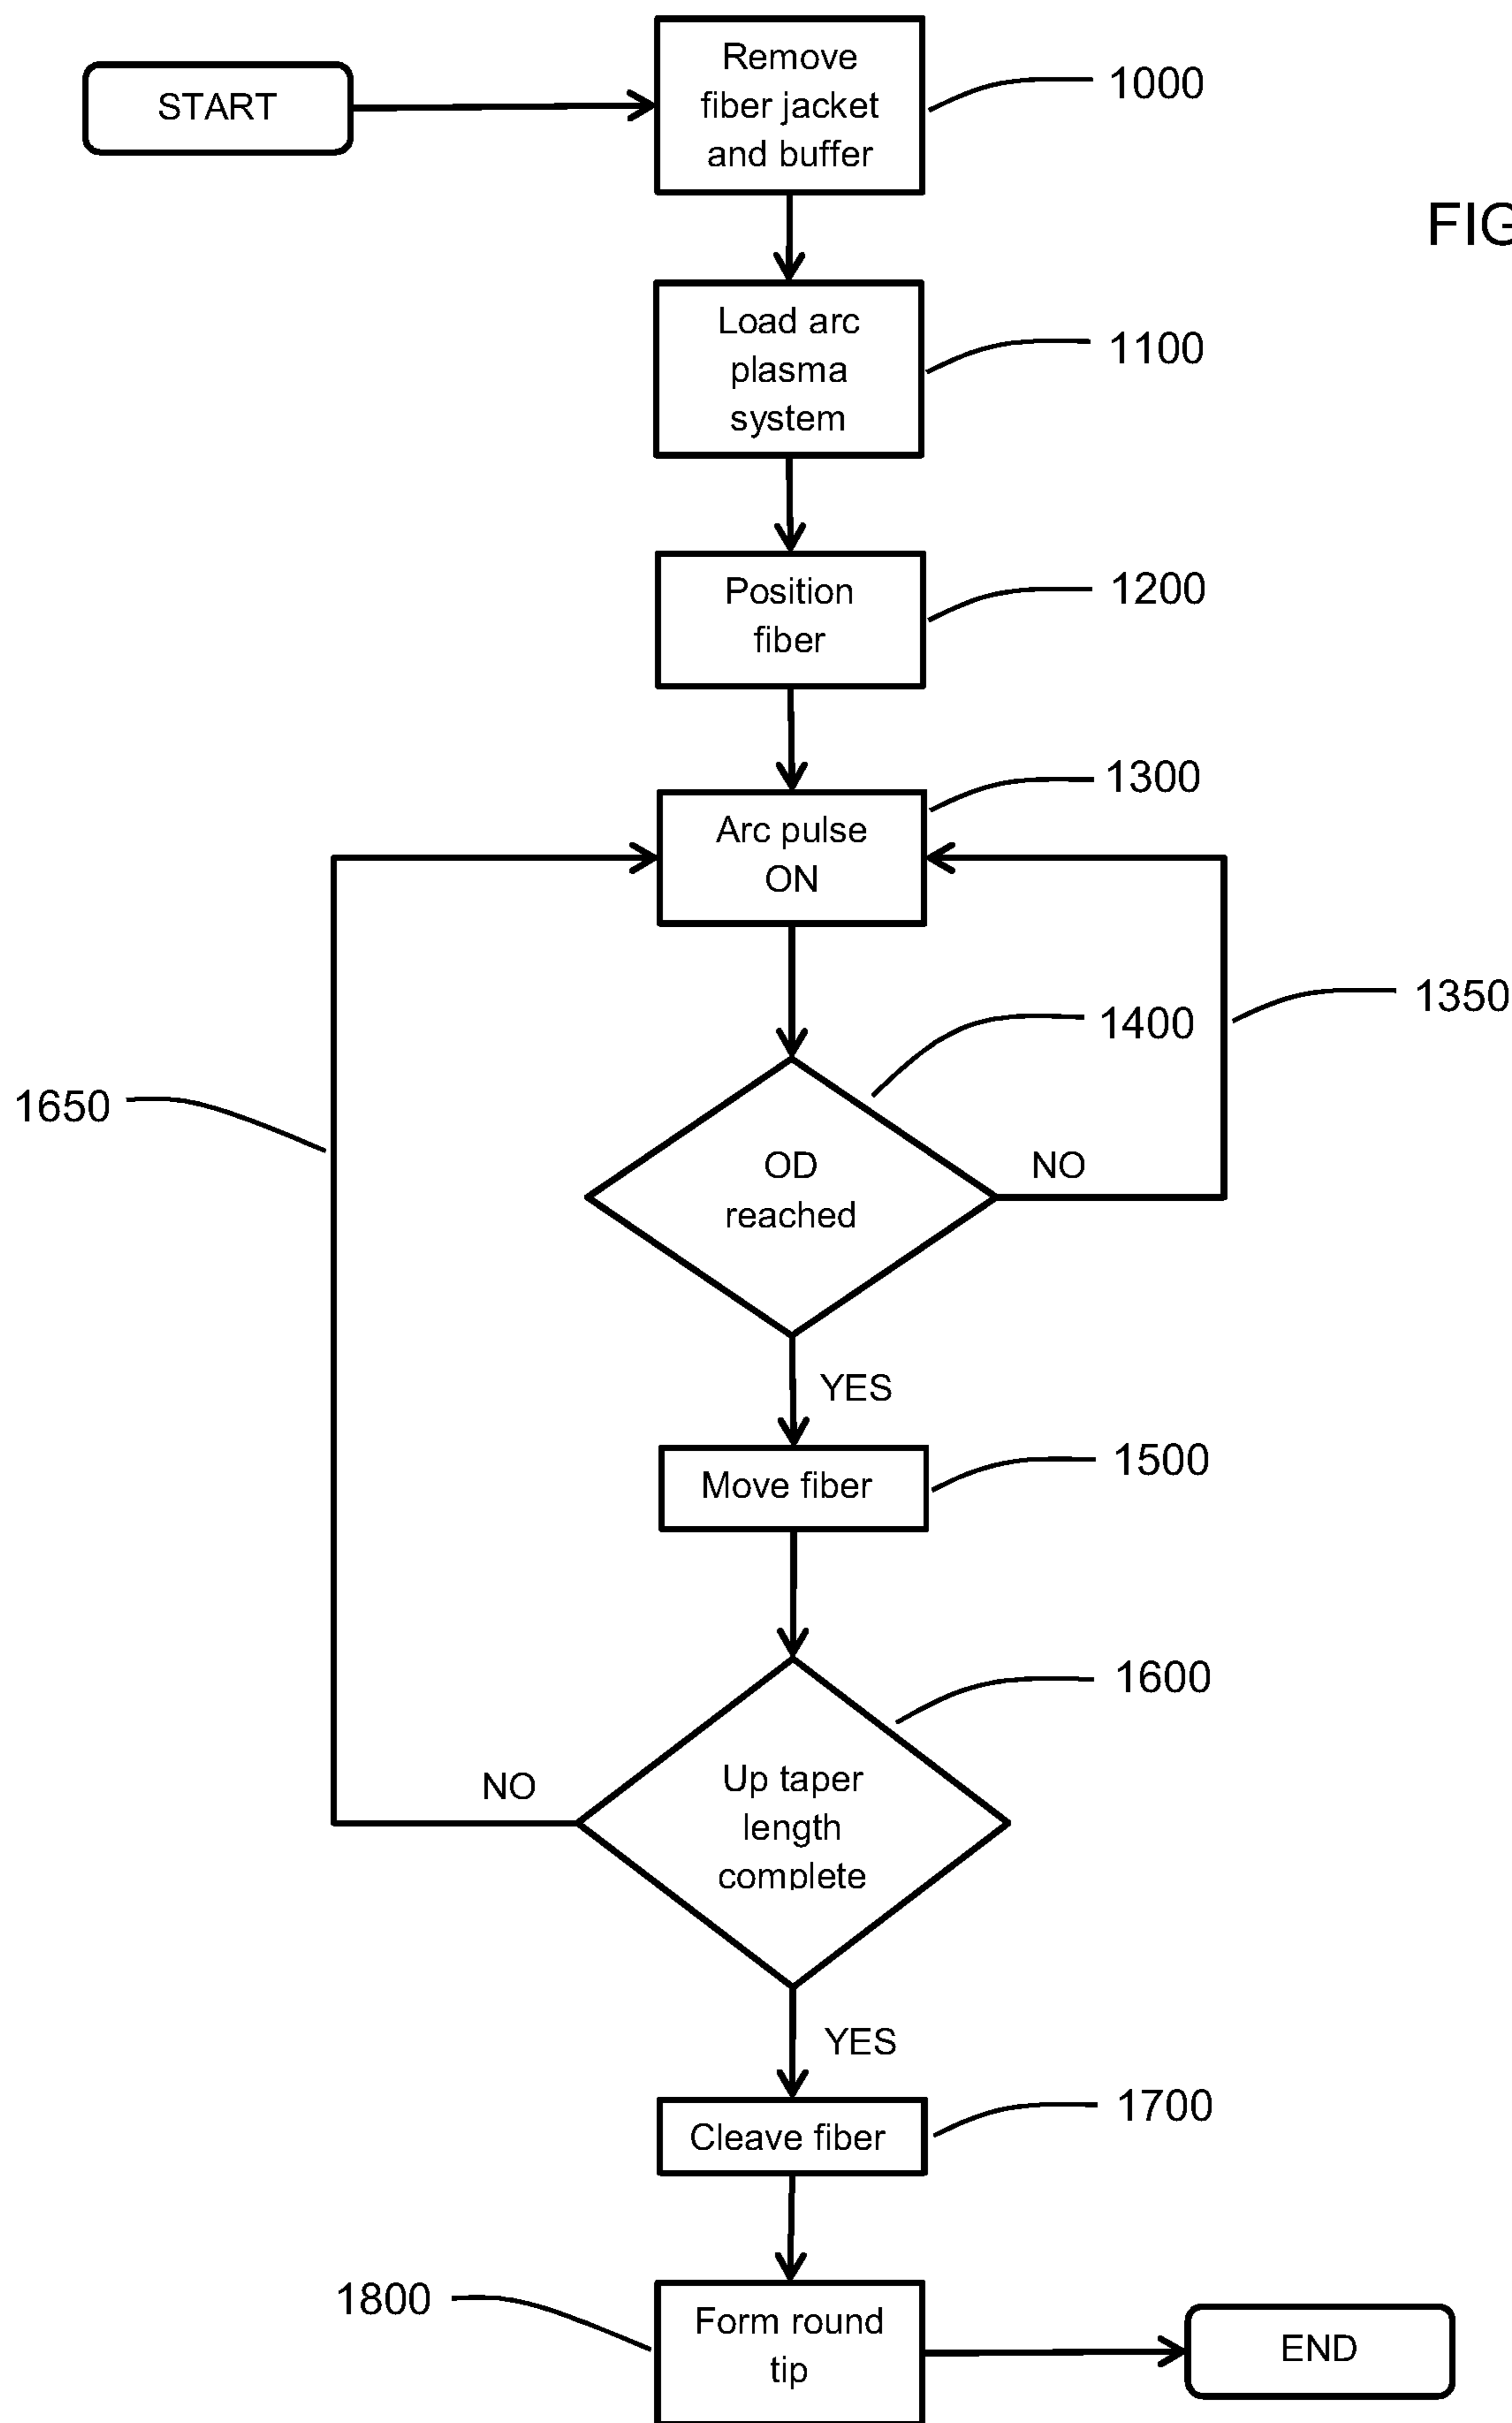 START
Remove
fiber jacket
and buffer
1000
FIG
Load arc
plasma
system
1100
Position
fiber
1200
Arc pulse
ON
1300
1350
1400
1650
OD
reached
NO
YES
Move fiber
1500
1600
Up taper
length
complete
NO
YES
Cleave fiber
1700
1800
Form round
tip
END